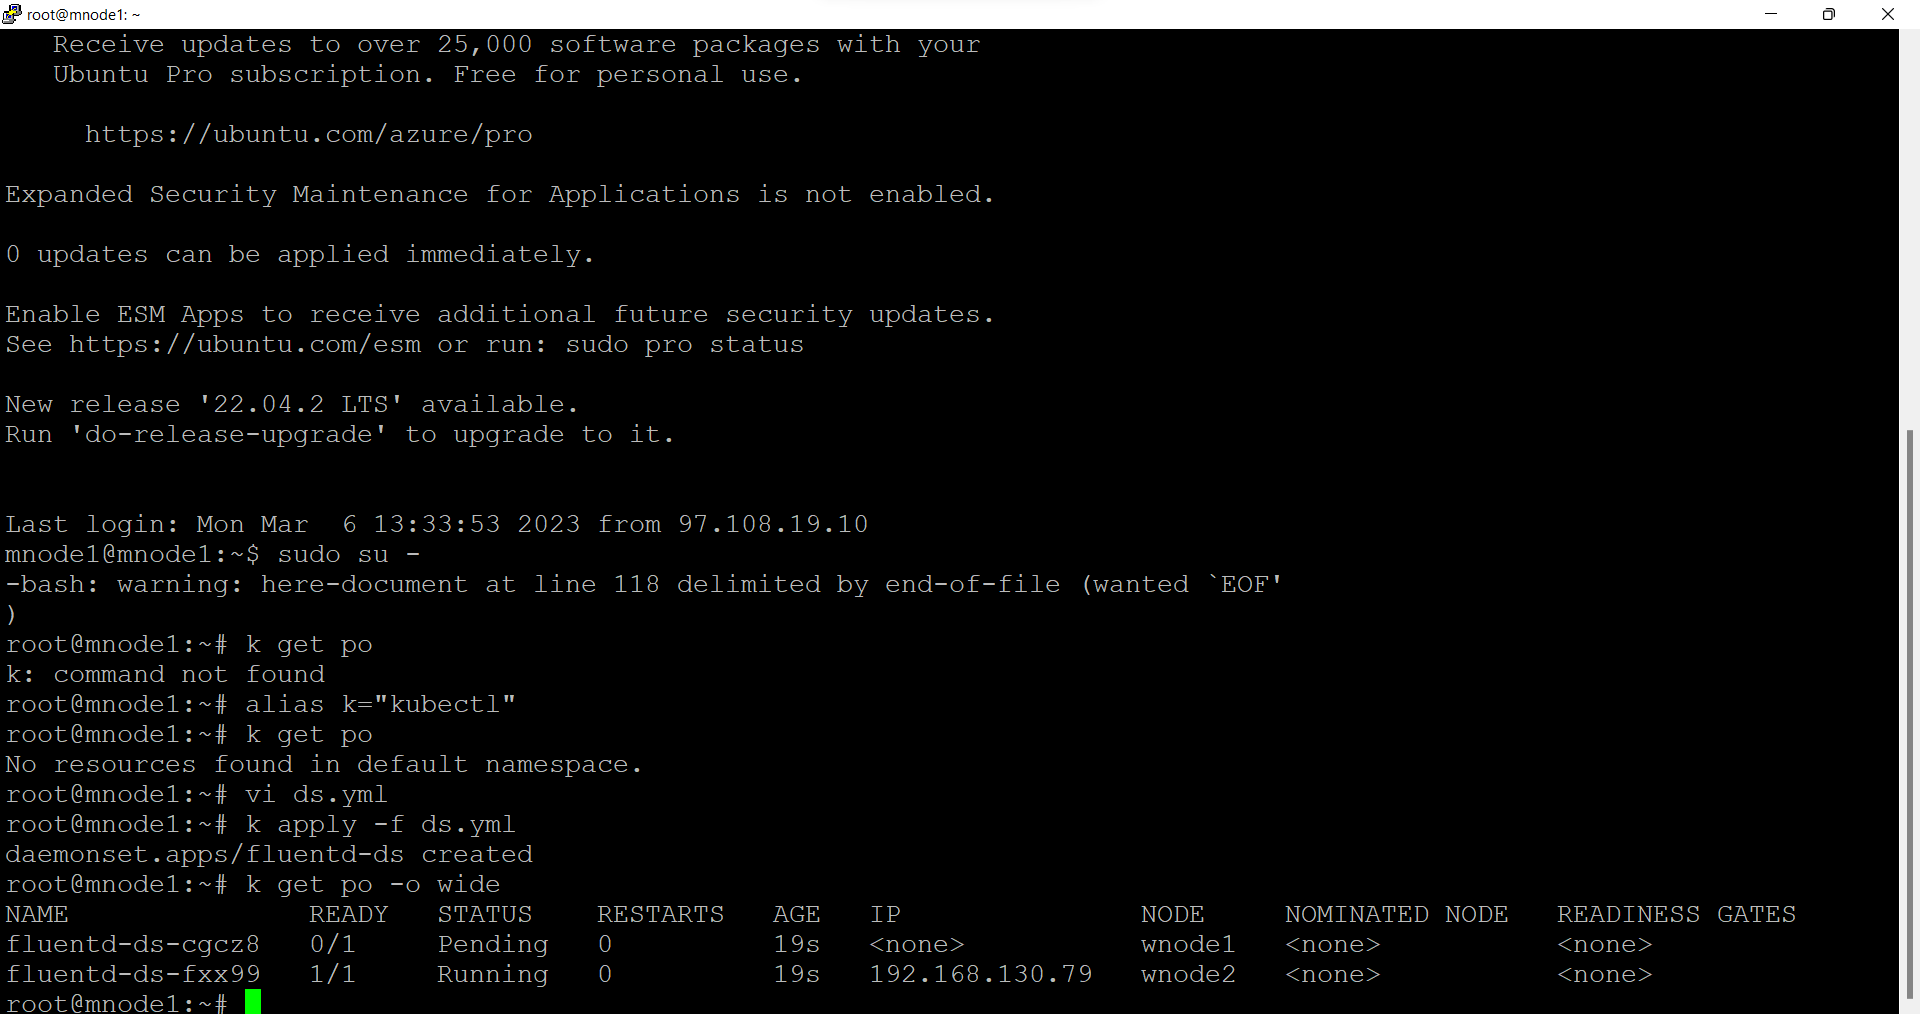 root@mnode1: ~
Receive updates to over 25,000 software packages with your
Ubuntu Pro subscription. Free for personal use.
https://ubuntu.com/azure/pro
Expanded Security Maintenance for Applications is not enabled.
0 updates can be applied immediately.
Enable ESM Apps to receive additional future security updates.
See https://ubuntu.com/esm or run: sudo pro status
New release '22.04.2 LTS' available.
Run 'do-release-upgrade' to upgrade to it.
Last login: Mon Mar  6 13:33:53 2023 from 97.108.19.10
mnode1@mnode1:~$ sudo su -
-bash: warning: here-document at line 118 delimited by end-of-file (wanted `EOF'
)
root@mnode1:~# k get po
k: command not found
root@mnode1:~# alias k="kubectl"
root@mnode1:~# k get po
No resources found in default namespace.
root@mnode1:~# vi ds.yml
root@mnode1:~# k apply -f ds.yml
daemonset.apps/fluentd-ds created
root@mnode1:~# k get po -o wide
NAME               READY   STATUS    RESTARTS   AGE   IP               NODE     NOMINATED NODE   READINESS GATES
fluentd-ds-cgcz8   0/1     Pending   0          19s   <none>           wnode1   <none>           <none>
fluentd-ds-fxx99   1/1     Running   0          19s   192.168.130.79   wnode2   <none>           <none>
root@mnode1:~#